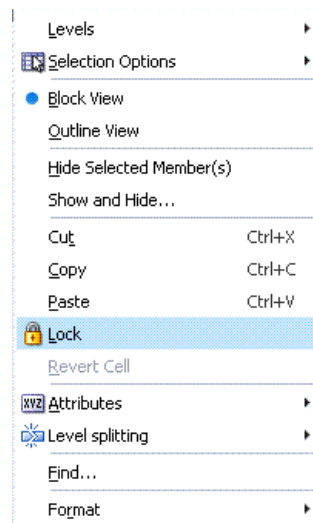 Levels
Selection Options
Block View
Outline View
Hide Selected Member(s)
Show and Hide...
Cut Ctrl+X
Copy Ctrl+C
Paste Ctrl+V
Lock
Revert Cell
XYZ Attributes
Level splitting
Find...
Format